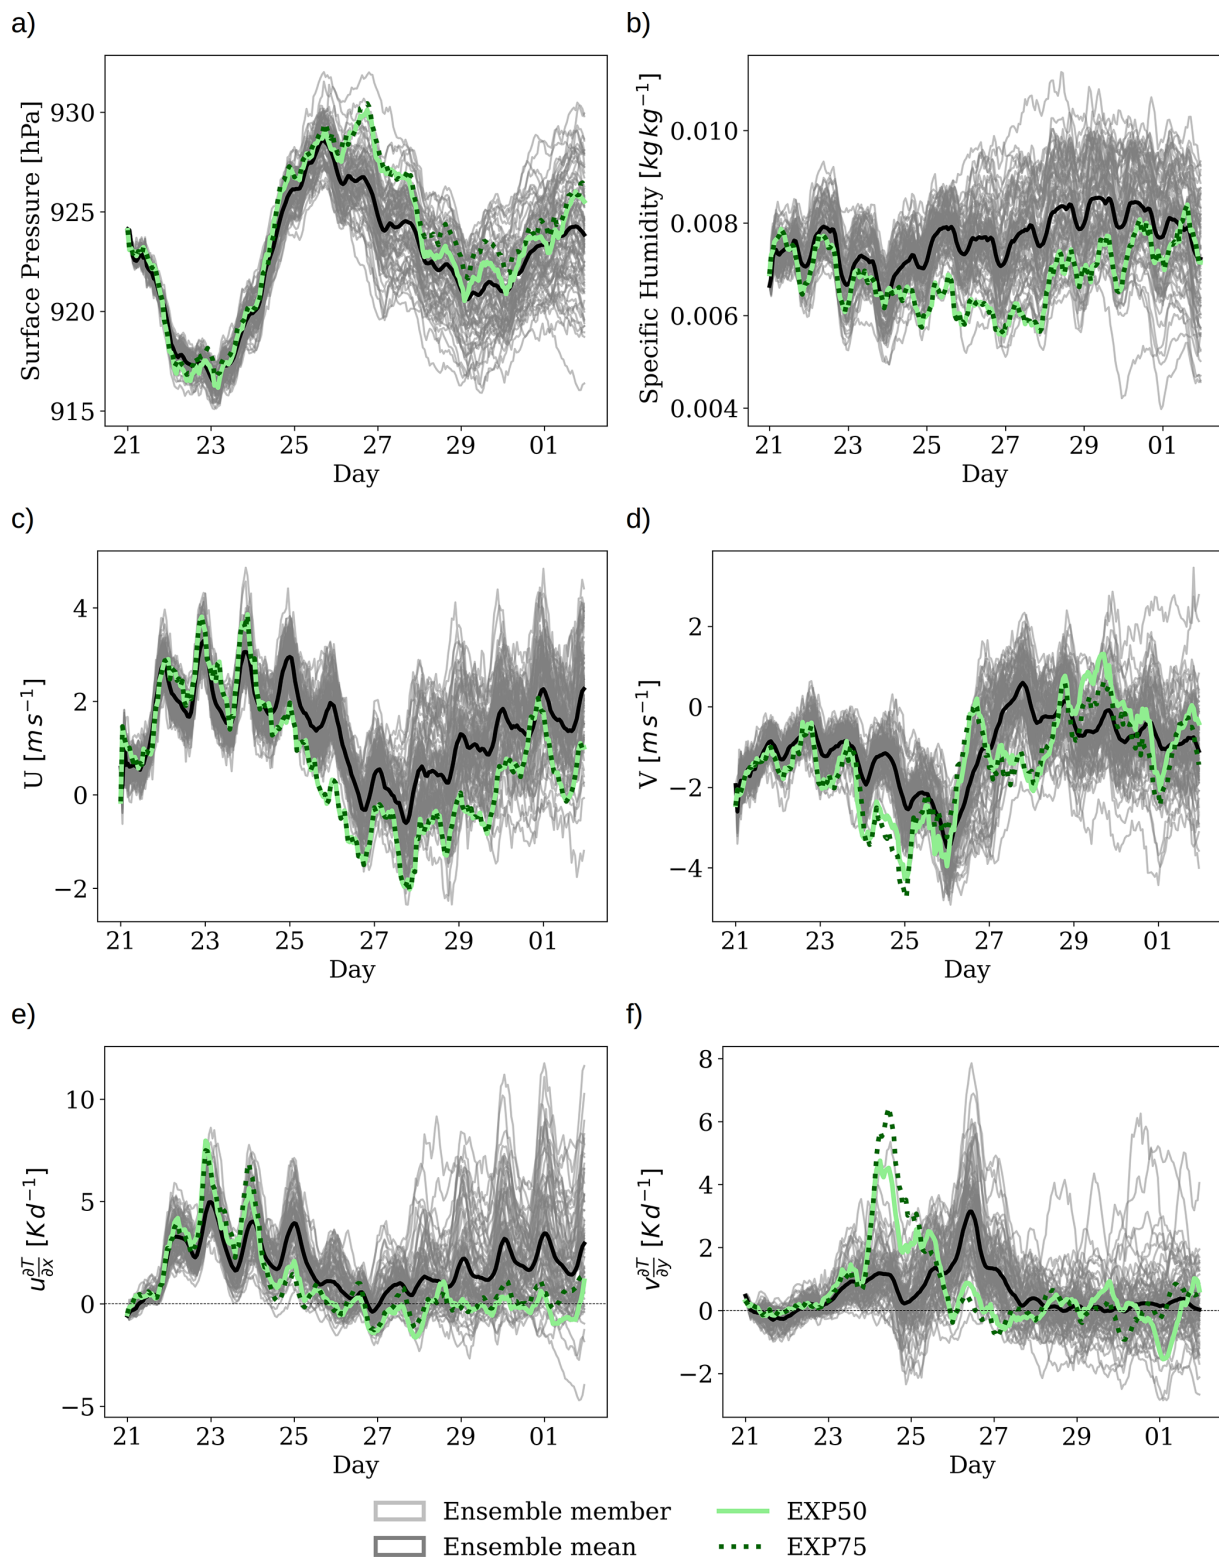 a)
b)
Surface Pressure [hPa]
930
925
920
915
21 23 25 27 29 01
Day
Specific Humidity [kg kg⁻¹]
0.010
0.008
0.006
0.004
21 23 25 27 29 01
Day
c)
d)
U [m s⁻¹]
4
2
0
−2
21 23 25 27 29 01
Day
V [m s⁻¹]
2
0
−2
−4
21 23 25 27 29 01
Day
e)
f)
u ∂T/∂x [K d⁻¹]
10
5
0
−5
21 23 25 27 29 01
Day
v ∂T/∂y [K d⁻¹]
8
6
4
2
0
−2
21 23 25 27 29 01
Day
Ensemble member
EXP50
Ensemble mean
EXP75